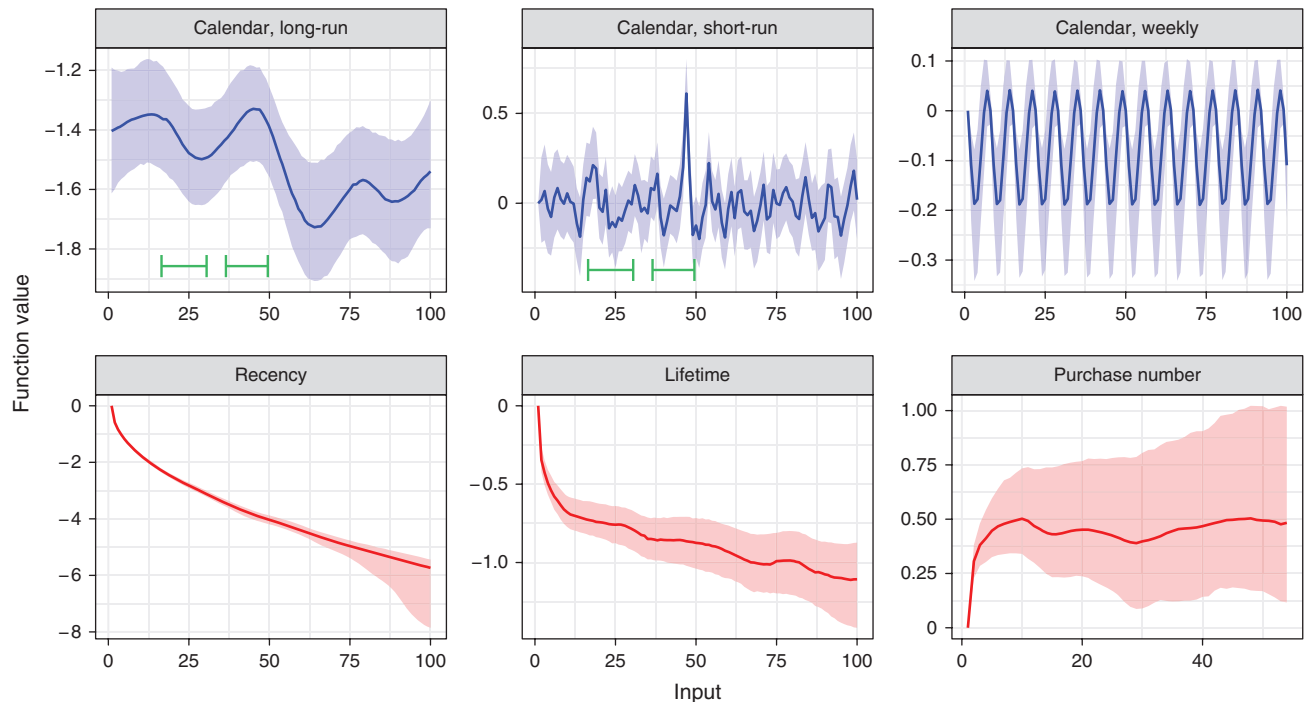 Calendar, long-run
Calendar, short-run
Calendar, weekly
−1.2
−1.4
−1.6
−1.8
0.5
0
0.1
0
−0.1
−0.2
−0.3
0 25 50 75 100
0 25 50 75 100
0 25 50 75 100
Function value
Recency
Lifetime
Purchase number
0
−2
−4
−6
−8
0
−0.5
−1.0
1.00
0.75
0.50
0.25
0
0 25 50 75 100
0 25 50 75 100
0 20 40
Input